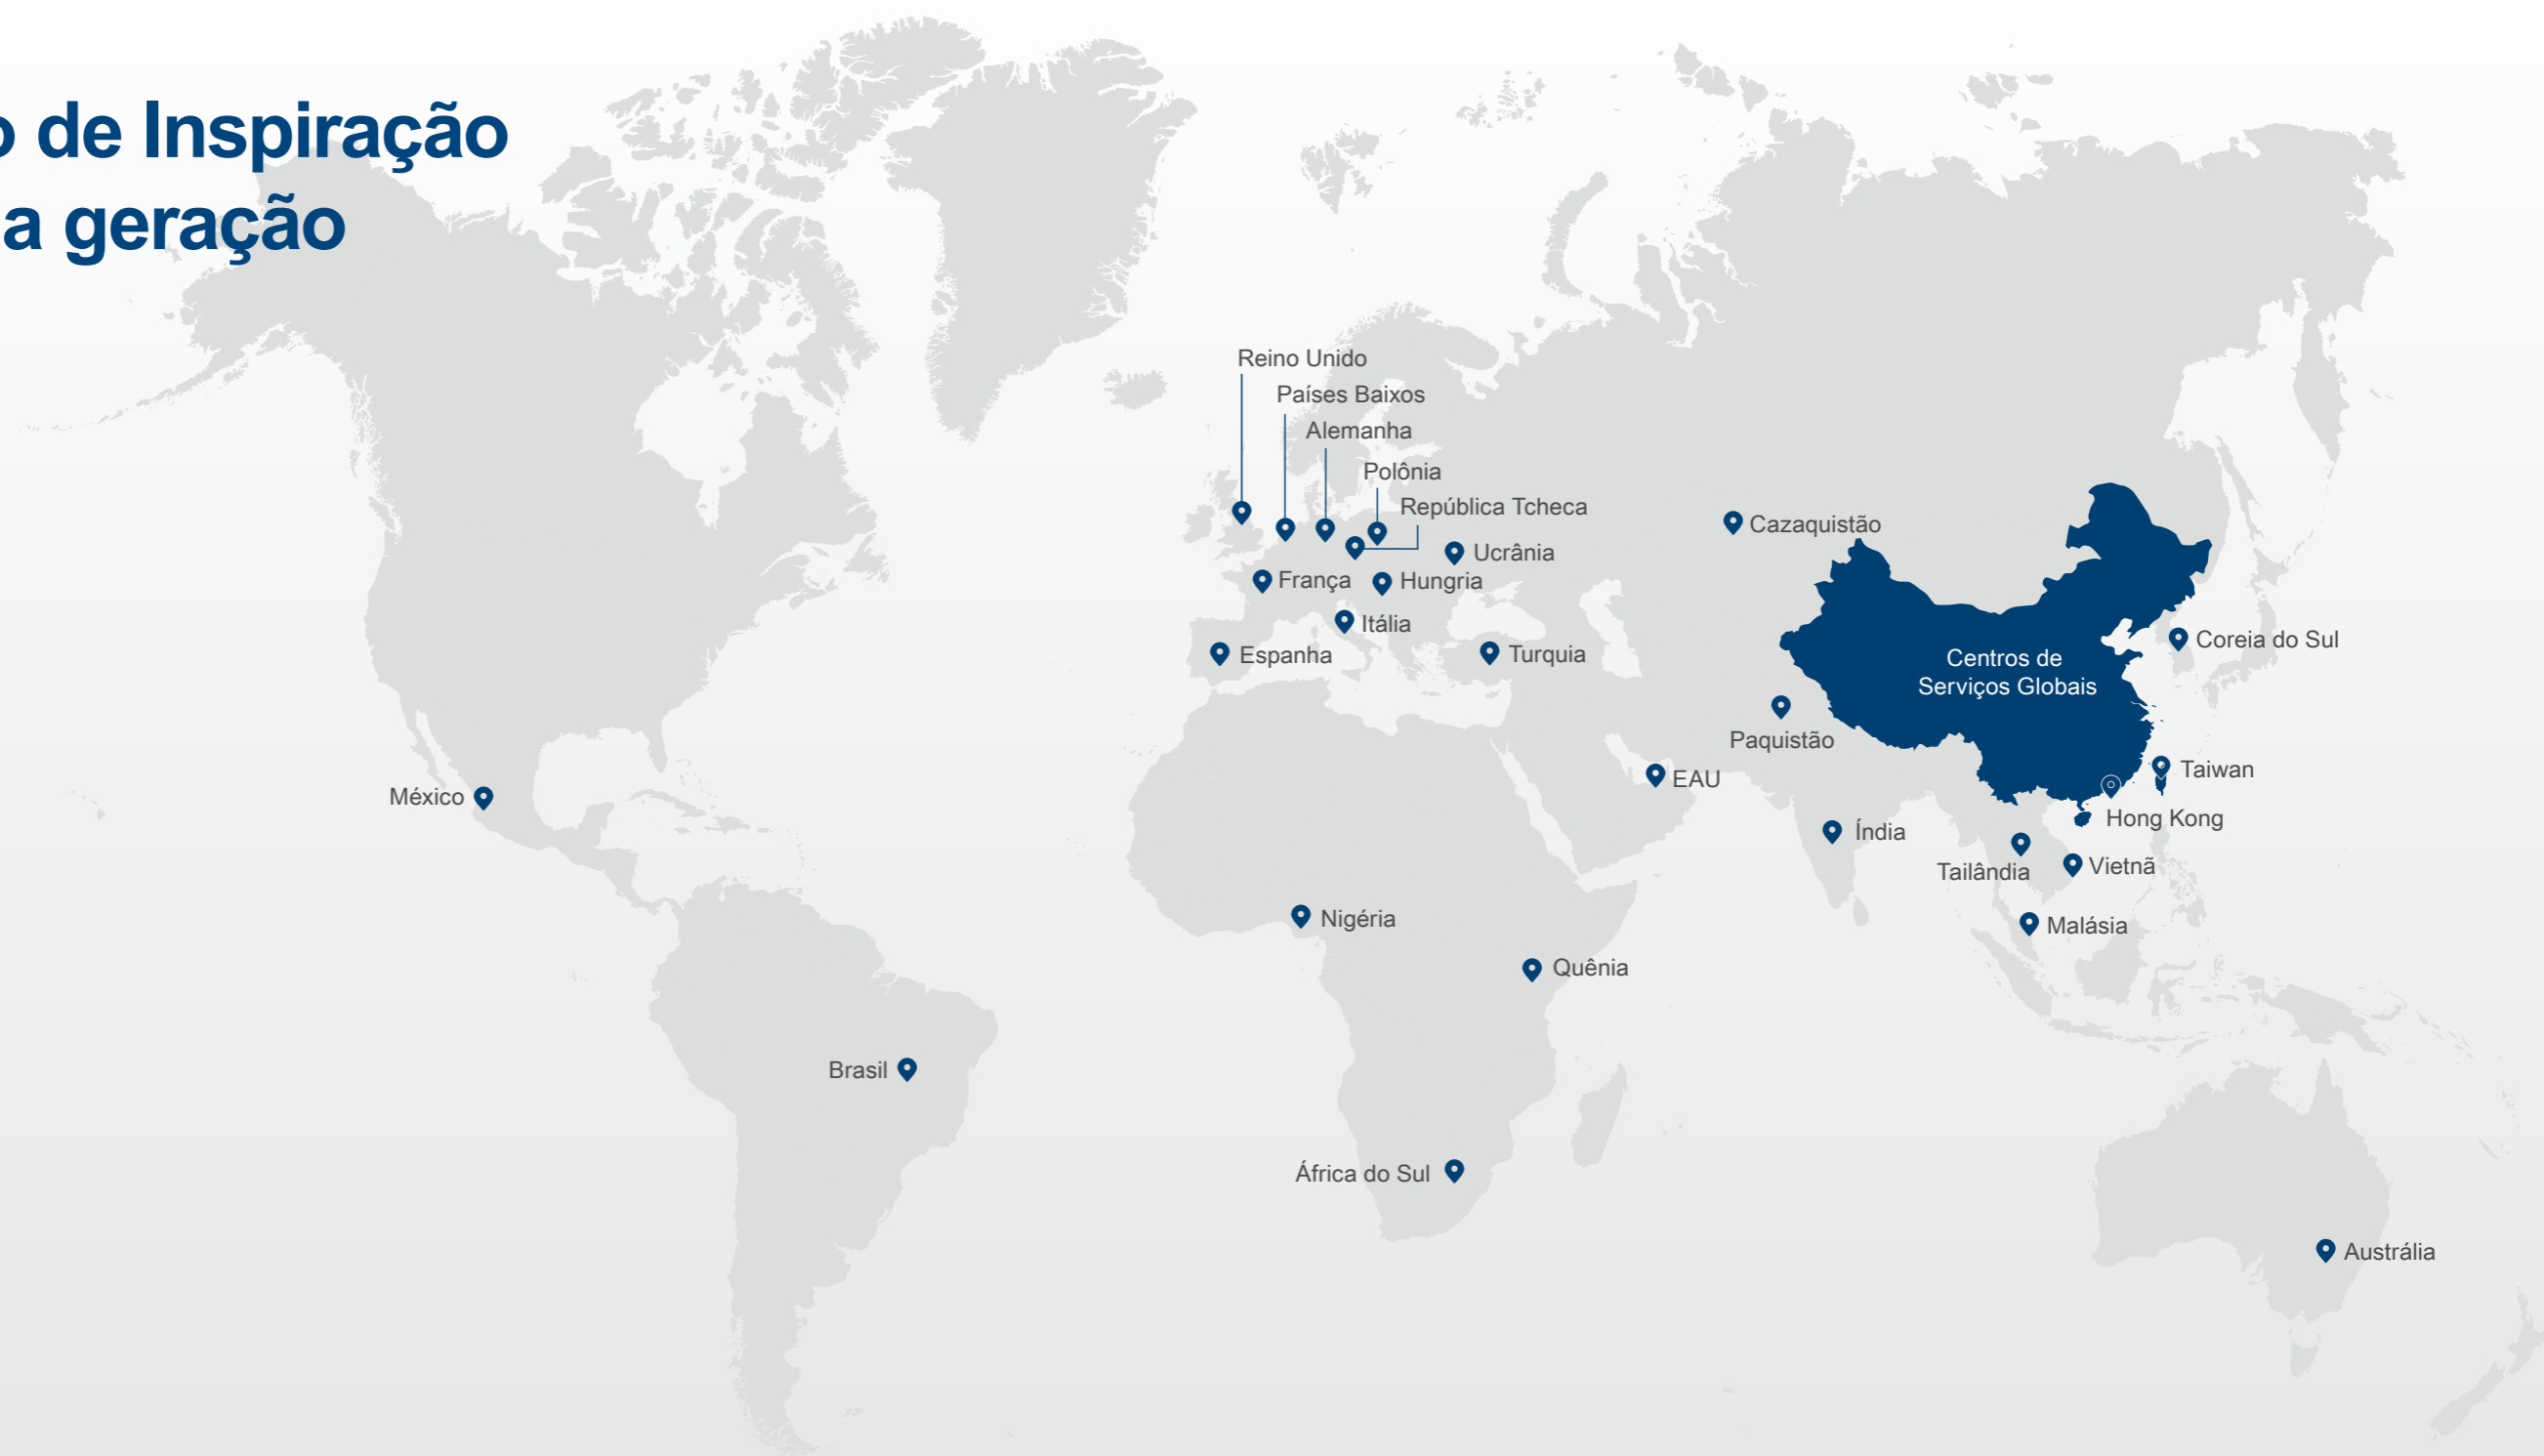 o de Inspiração
a geração
Reino Unido
Países Baixos
Alemanha
Polônia
República Tcheca
Cazaquistão
Ucrânia
França
Hungria
Itália
Espanha
Turquia
Coreia do Sul
Centros de
Serviços Globais
Paquistão
México
EAU
Taiwan
Hong Kong
Índia
Tailândia
Vietnã
Nigéria
Malásia
Quênia
Brasil
África do Sul
Austrália